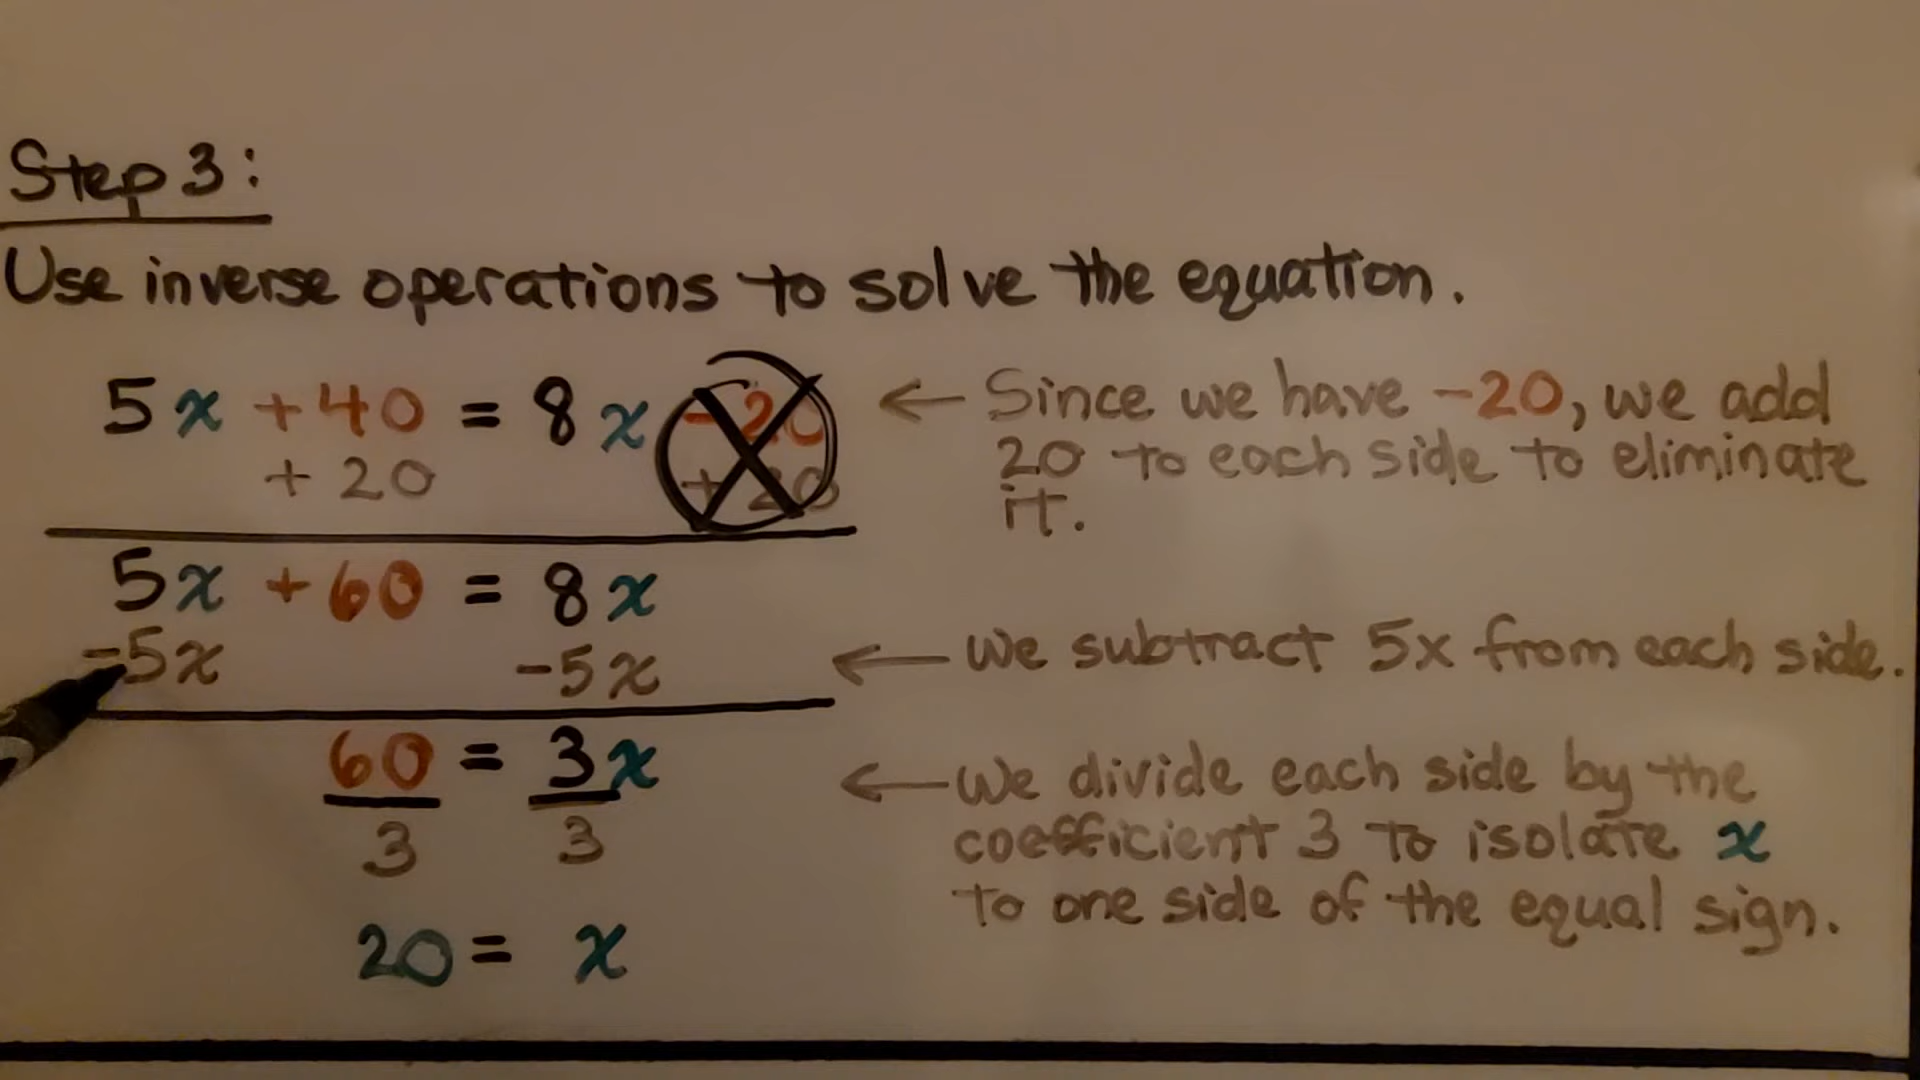 Step 3:
Use inverse operations to solve the equation.
5x +40 = 8x -20 ← Since we have -20, we add
+ 20 + 20 20 to each side to eliminate
it.
5x +60 = 8x
-5x -5x ← we subtract 5x from each side.
60 = 3x ← We divide each side by the
3 3 coefficient 3 to isolate x
to one side of the equal sign.
20 = x